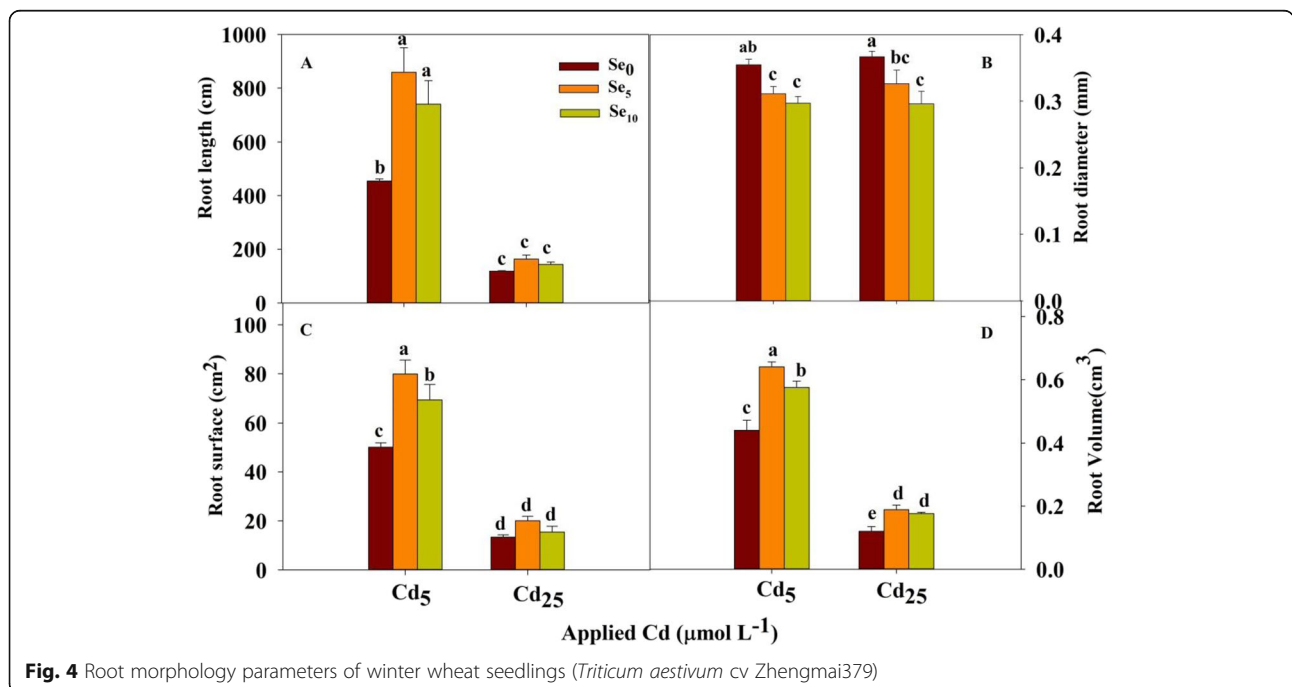 1000
800
600
400
200
0
Root length (cm)
A
b
a
a
c
c
c
Se0
Se5
Se10
B
ab
c
c
a
bc
c
0.4
0.3
0.2
0.1
0.0
Root diameter (mm)
100
80
60
40
20
0
Root surface (cm2)
C
c
a
b
d
d
d
D
c
a
b
e
d
d
0.8
0.6
0.4
0.2
0.0
Root Volume(cm3)
Cd5 Cd25 Cd5 Cd25
Applied Cd (μmol L-1)
Fig. 4 Root morphology parameters of winter wheat seedlings (Triticum aestivum cv Zhengmai379)